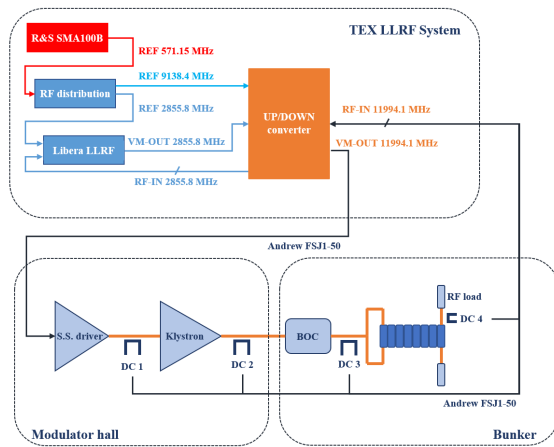 TEX LLRF System
R&S SMA100B
REF 571.15 MHz
RF distribution
REF 9138.4 MHz
REF 2855.8 MHz
Libera LLRF
VM-OUT 2855.8 MHz
RF-IN 2855.8 MHz
UP/DOWN
converter
RF-IN 11994.1 MHz
VM-OUT 11994.1 MHz
Andrew FSJ1-50
S.S. driver
Klystron
BOC
RF load
DC 1
DC 2
DC 3
DC 4
Andrew FSJ1-50
Modulator hall
Bunker